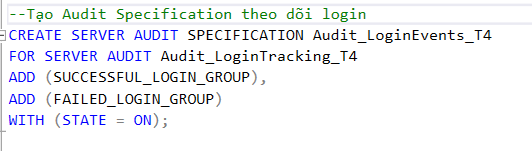 --Tạo Audit Specification theo dõi login
CREATE SERVER AUDIT SPECIFICATION Audit_LoginEvents_T4
FOR SERVER AUDIT Audit_LoginTracking_T4
ADD (SUCCESSFUL_LOGIN_GROUP),
ADD (FAILED_LOGIN_GROUP)
WITH (STATE = ON);